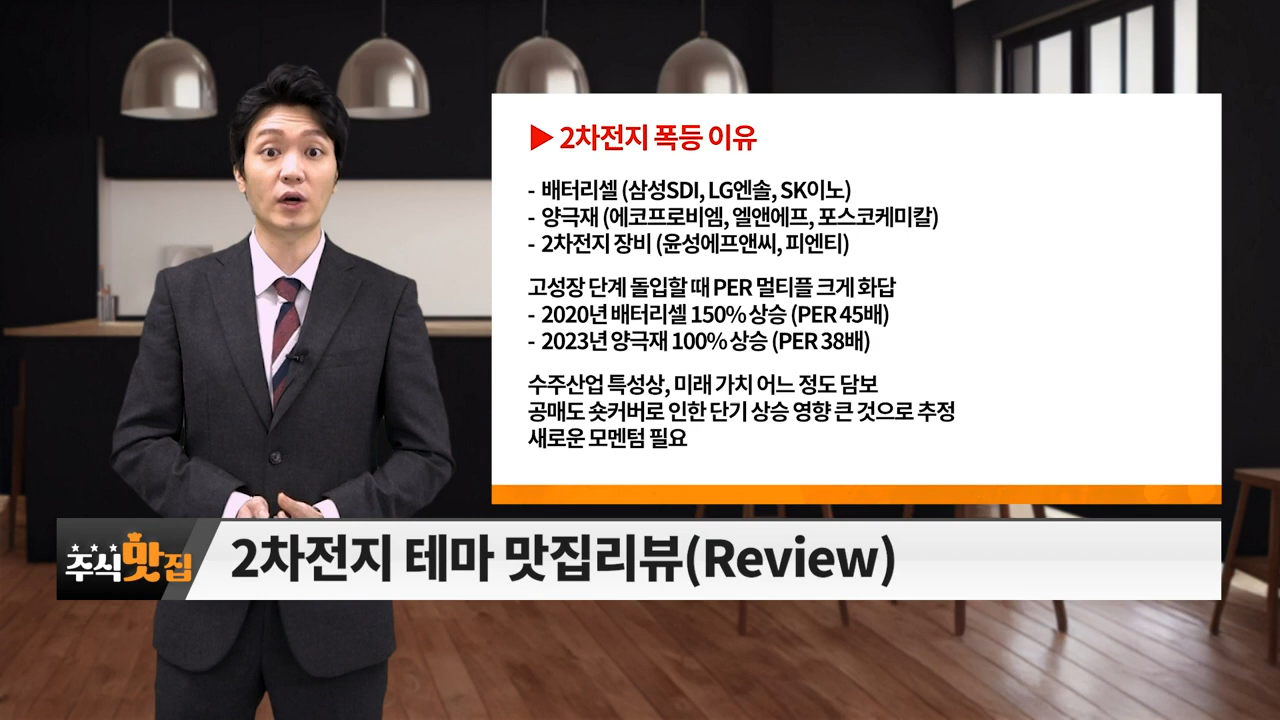 ▶ 2차전지 폭등 이유
- 배터리셀 (삼성SDI, LG엔솔, SK이노)
- 양극재 (에코프로비엠, 엘앤에프, 포스코케미칼)
- 2차전지 장비 (윤성에프앤씨, 피엔티)
고성장 단계 돌입할 때 PER 멀티플 크게 화답
- 2020년 배터리셀 150% 상승 (PER 45배)
- 2023년 양극재 100% 상승 (PER 38배)
수주산업 특성상, 미래 가치 어느 정도 담보
공매도 숏커버로 인한 단기 상승 영향 큰 것으로 추정
새로운 모멘텀 필요
주식맛집
2차전지 테마 맛집리뷰(Review)